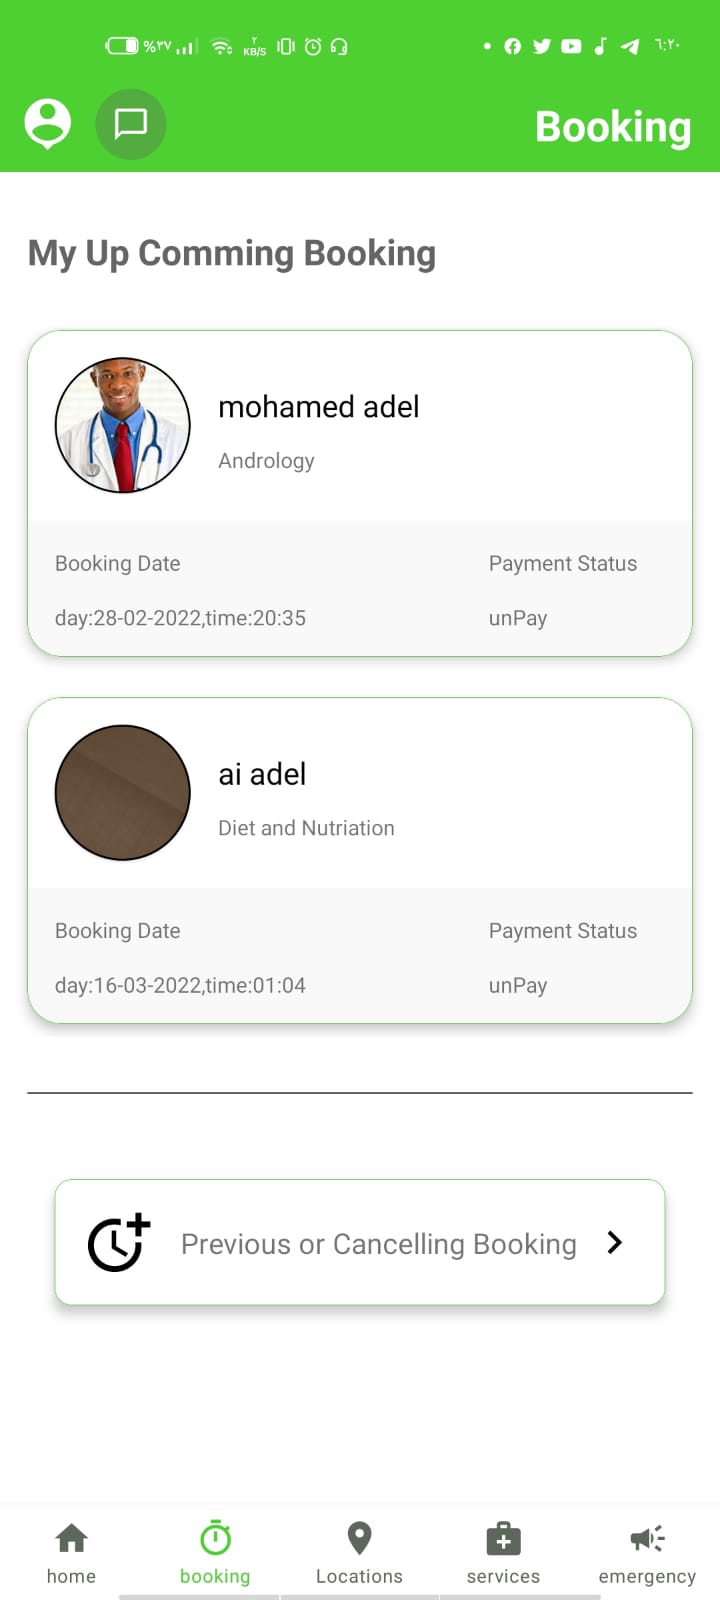 %٣٧
٢
KB/S
٦:٢٠
Booking
My Up Comming Booking
mohamed adel
Andrology
Booking Date
Payment Status
day:28-02-2022,time:20:35
unPay
ai adel
Diet and Nutriation
Booking Date
Payment Status
day:16-03-2022,time:01:04
unPay
Previous or Cancelling Booking
home
booking
Locations
services
emergency